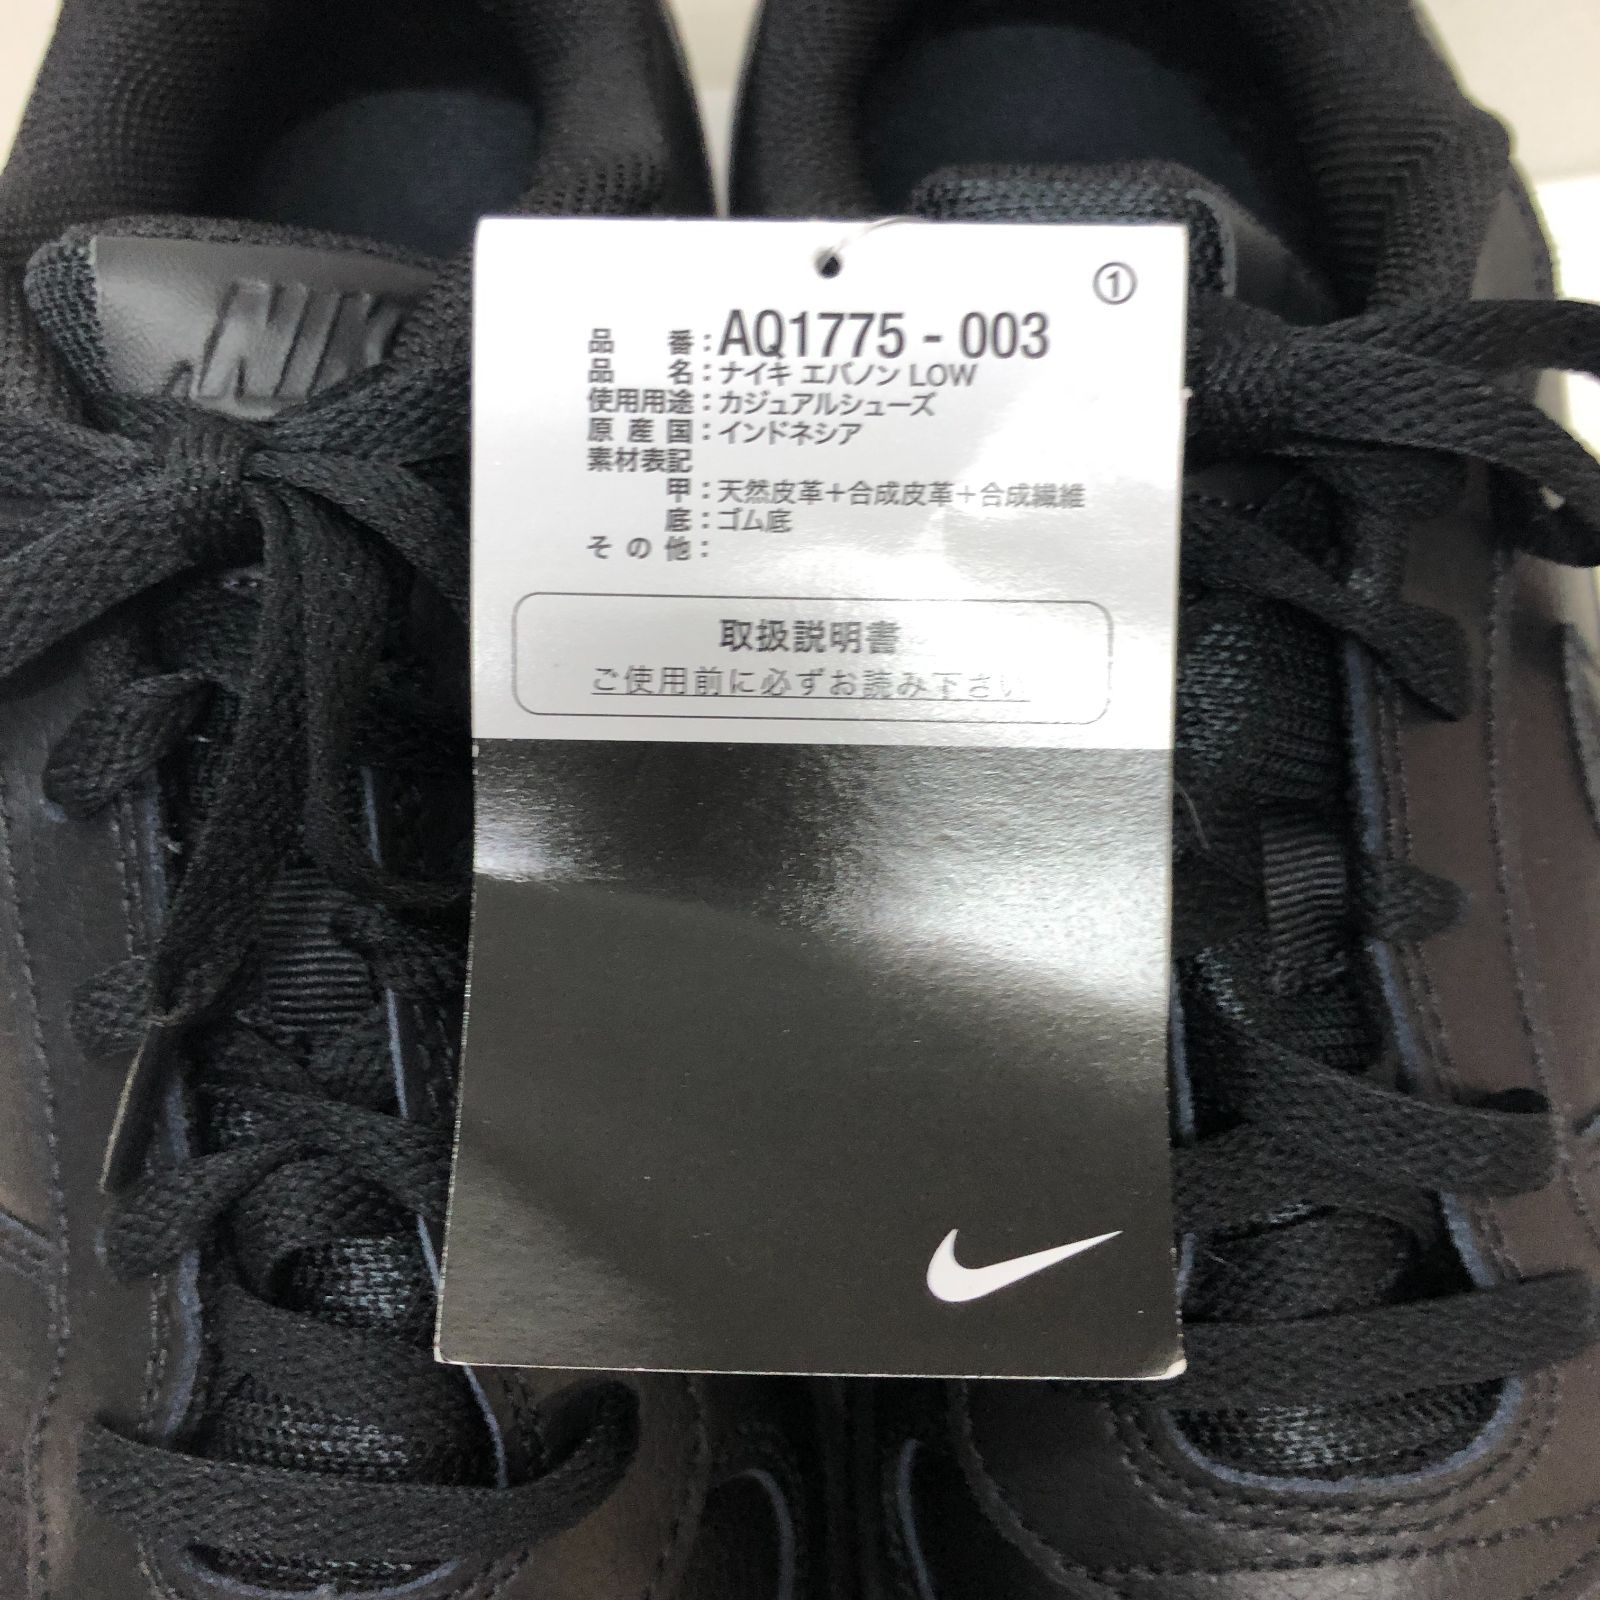 NIK
①
品番：AQ1775 - 003
品名：ナイキ エバノン LOW
使用用途：カジュアルシューズ
原産国：インドネシア
素材表記
甲：天然皮革＋合成皮革＋合成繊維
底：ゴム底
その他：
取扱説明書
ご使用前に必ずお読み下さい